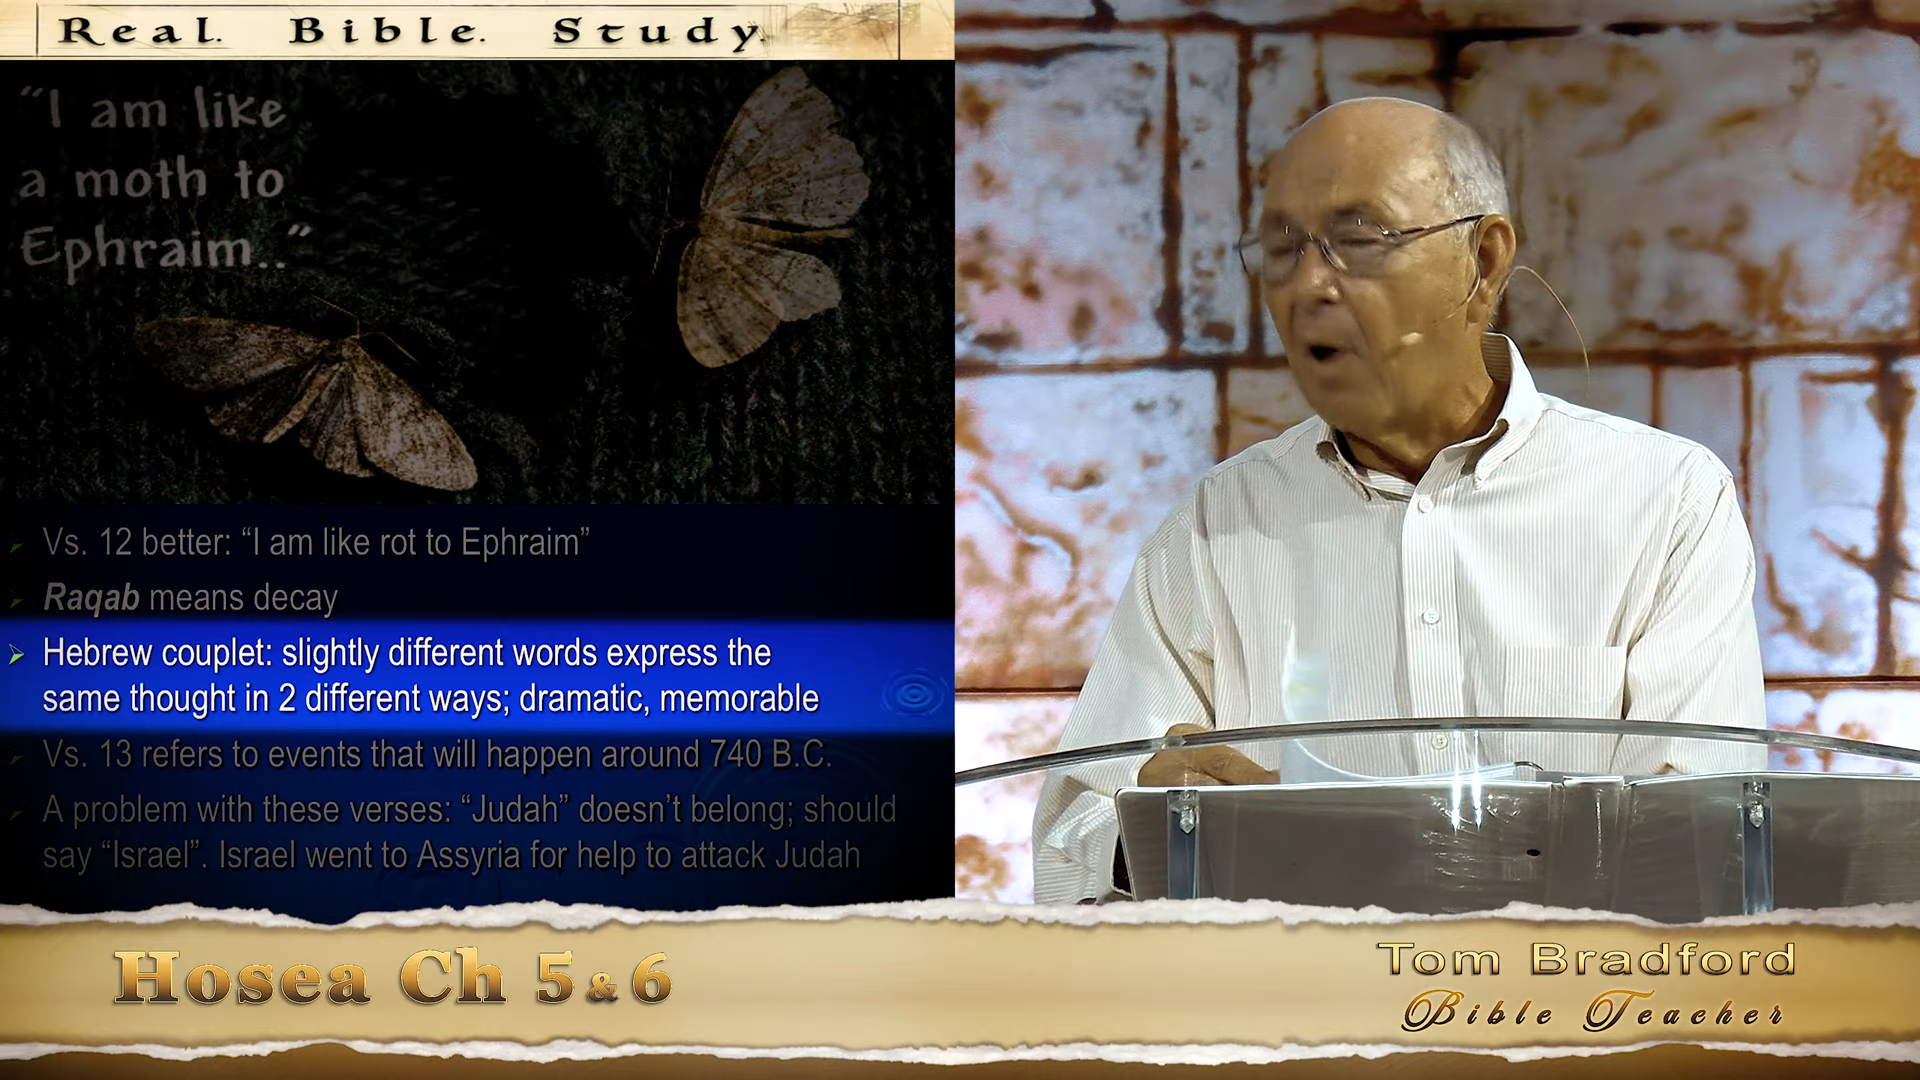 Real. Bible. Study.
“I am like
a moth to
Ephraim..”
Vs. 12 better: “I am like rot to Ephraim”
Raqab means decay
Hebrew couplet: slightly different words express the
same thought in 2 different ways; dramatic, memorable
Vs. 13 refers to events that will happen around 740 B.C.
A problem with these verses: “Judah” doesn’t belong; should
say “Israel”. Israel went to Assyria for help to attack Judah
Hosea Ch 5 & 6
Tom Bradford
Bible Teacher